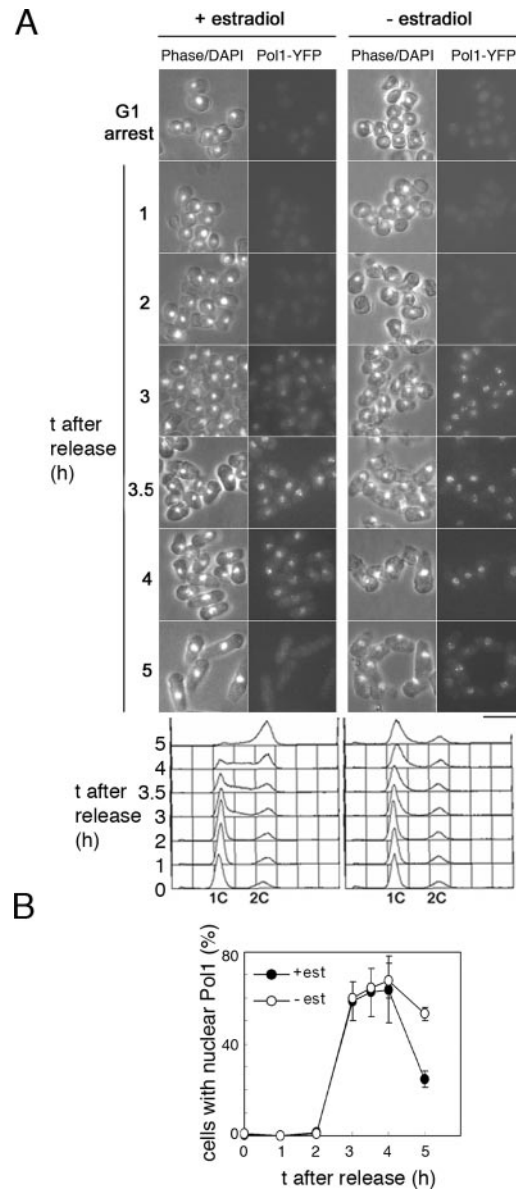 A
+ estradiol - estradiol
Phase/DAPI Pol1-YFP Phase/DAPI Pol1-YFP
G1
arrest
1
2
3
t after
release
(h)
3.5
4
5
t after
release
(h)
5
4
3.5
3
2
1
0
1C 2C 1C 2C
B
cells with nuclear Pol1 (%)
80
40
0
+est
- est
0 1 2 3 4 5
t after release (h)